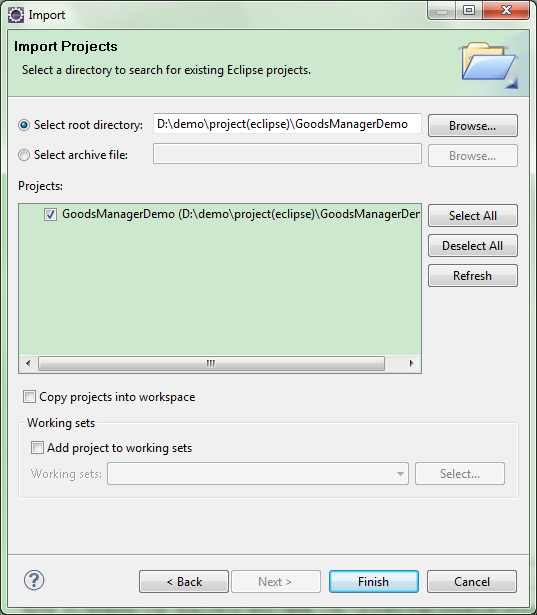 Import
Import Projects
Select a directory to search for existing Eclipse projects.
Select root directory: D:\demo\project(eclipse)\GoodsManagerDemo Browse...
Select archive file: Browse...
Projects:
GoodsManagerDemo (D:\demo\project(eclipse)\GoodsManagerDen
Select All
Deselect All
Refresh
Copy projects into workspace
Working sets
Add project to working sets
Working sets: Select...
? < Back Next > Finish Cancel